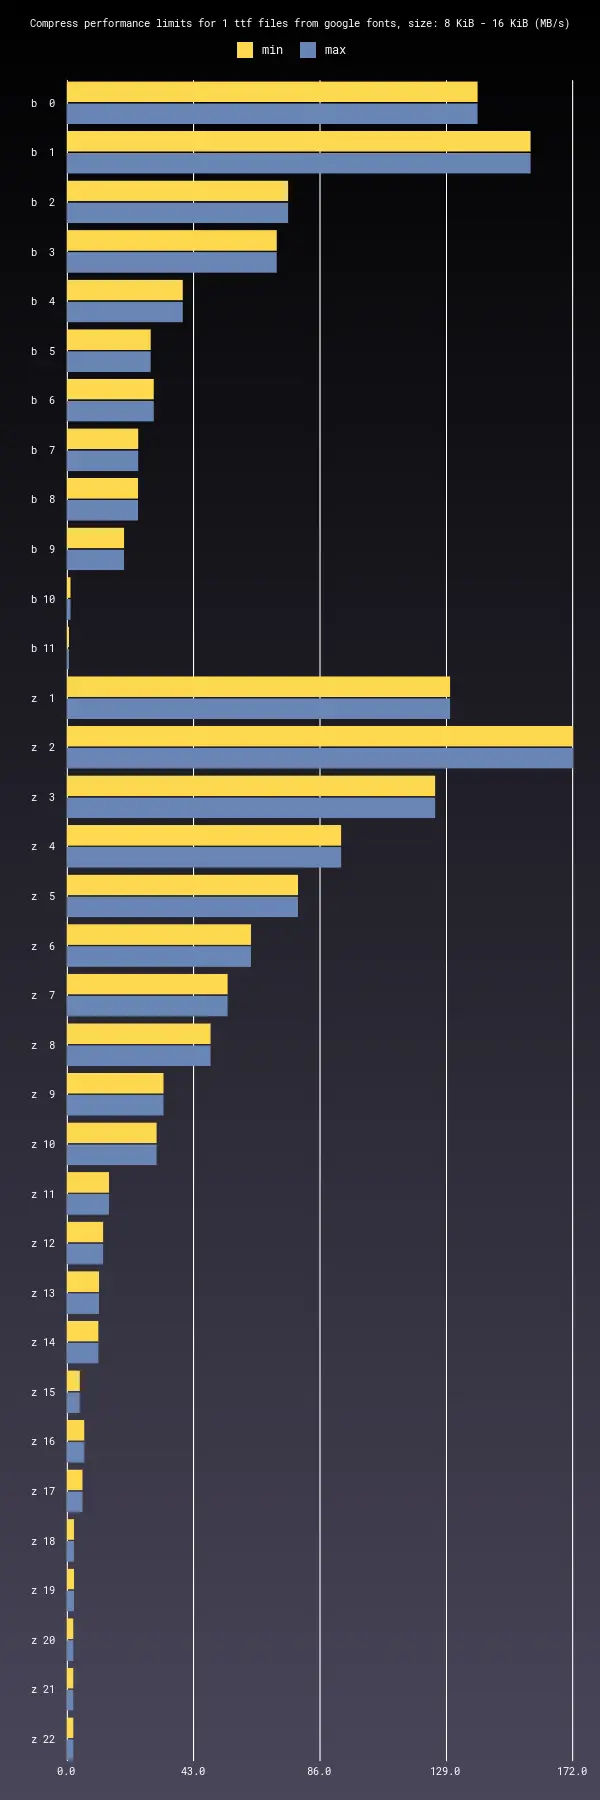 Compress performance limits for 1 ttf files from google fonts, size: 8 KiB - 16 KiB (MB/s)
min max
b 0
b 1
b 2
b 3
b 4
b 5
b 6
b 7
b 8
b 9
b 10
b 11
z 1
z 2
z 3
z 4
z 5
z 6
z 7
z 8
z 9
z 10
z 11
z 12
z 13
z 14
z 15
z 16
z 17
z 18
z 19
z 20
z 21
z 22
0.0 43.0 86.0 129.0 172.0